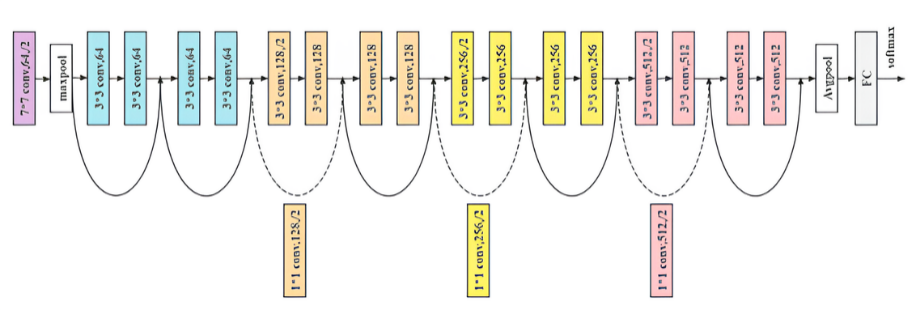 7*7 conv,64,/2
maxpool
3*3 conv,64
3*3 conv,64
3*3 conv,64
3*3 conv,64
3*3 conv,128,/2
3*3 conv,128
3*3 conv,128
3*3 conv,128
3*3 conv,256,/2
3*3 conv,256
3*3 conv,256
3*3 conv,256
3*3 conv,512,/2
3*3 conv,512
3*3 conv,512
3*3 conv,512
Avgpool
FC
softmax
1*1 conv,128,/2
1*1 conv,256,/2
1*1 conv,512,/2